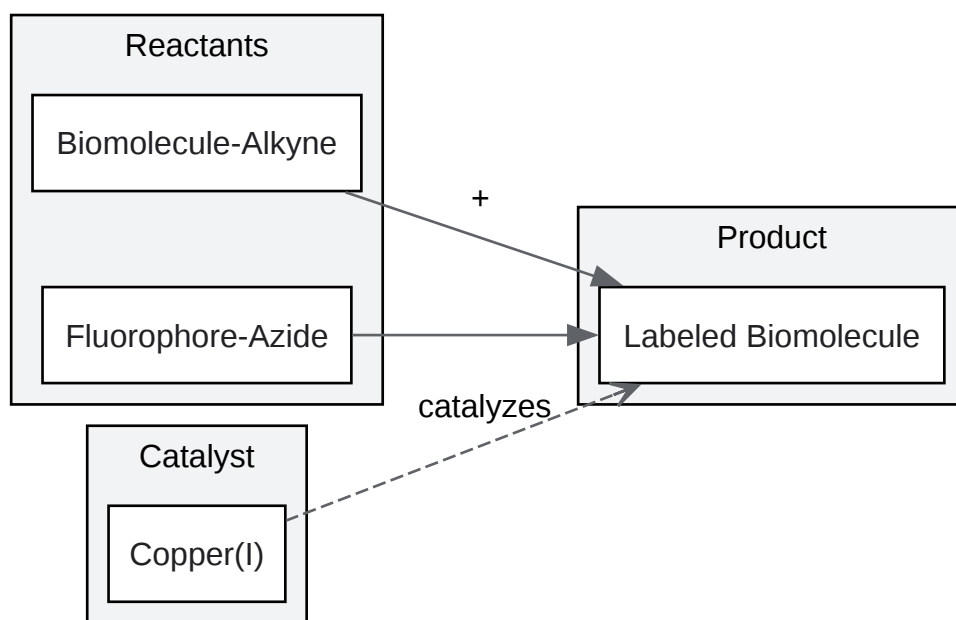 Reactants
Biomolecule-Alkyne
+
Product
Fluorophore-Azide
Labeled Biomolecule
catalyzes
Catalyst
Copper(I)